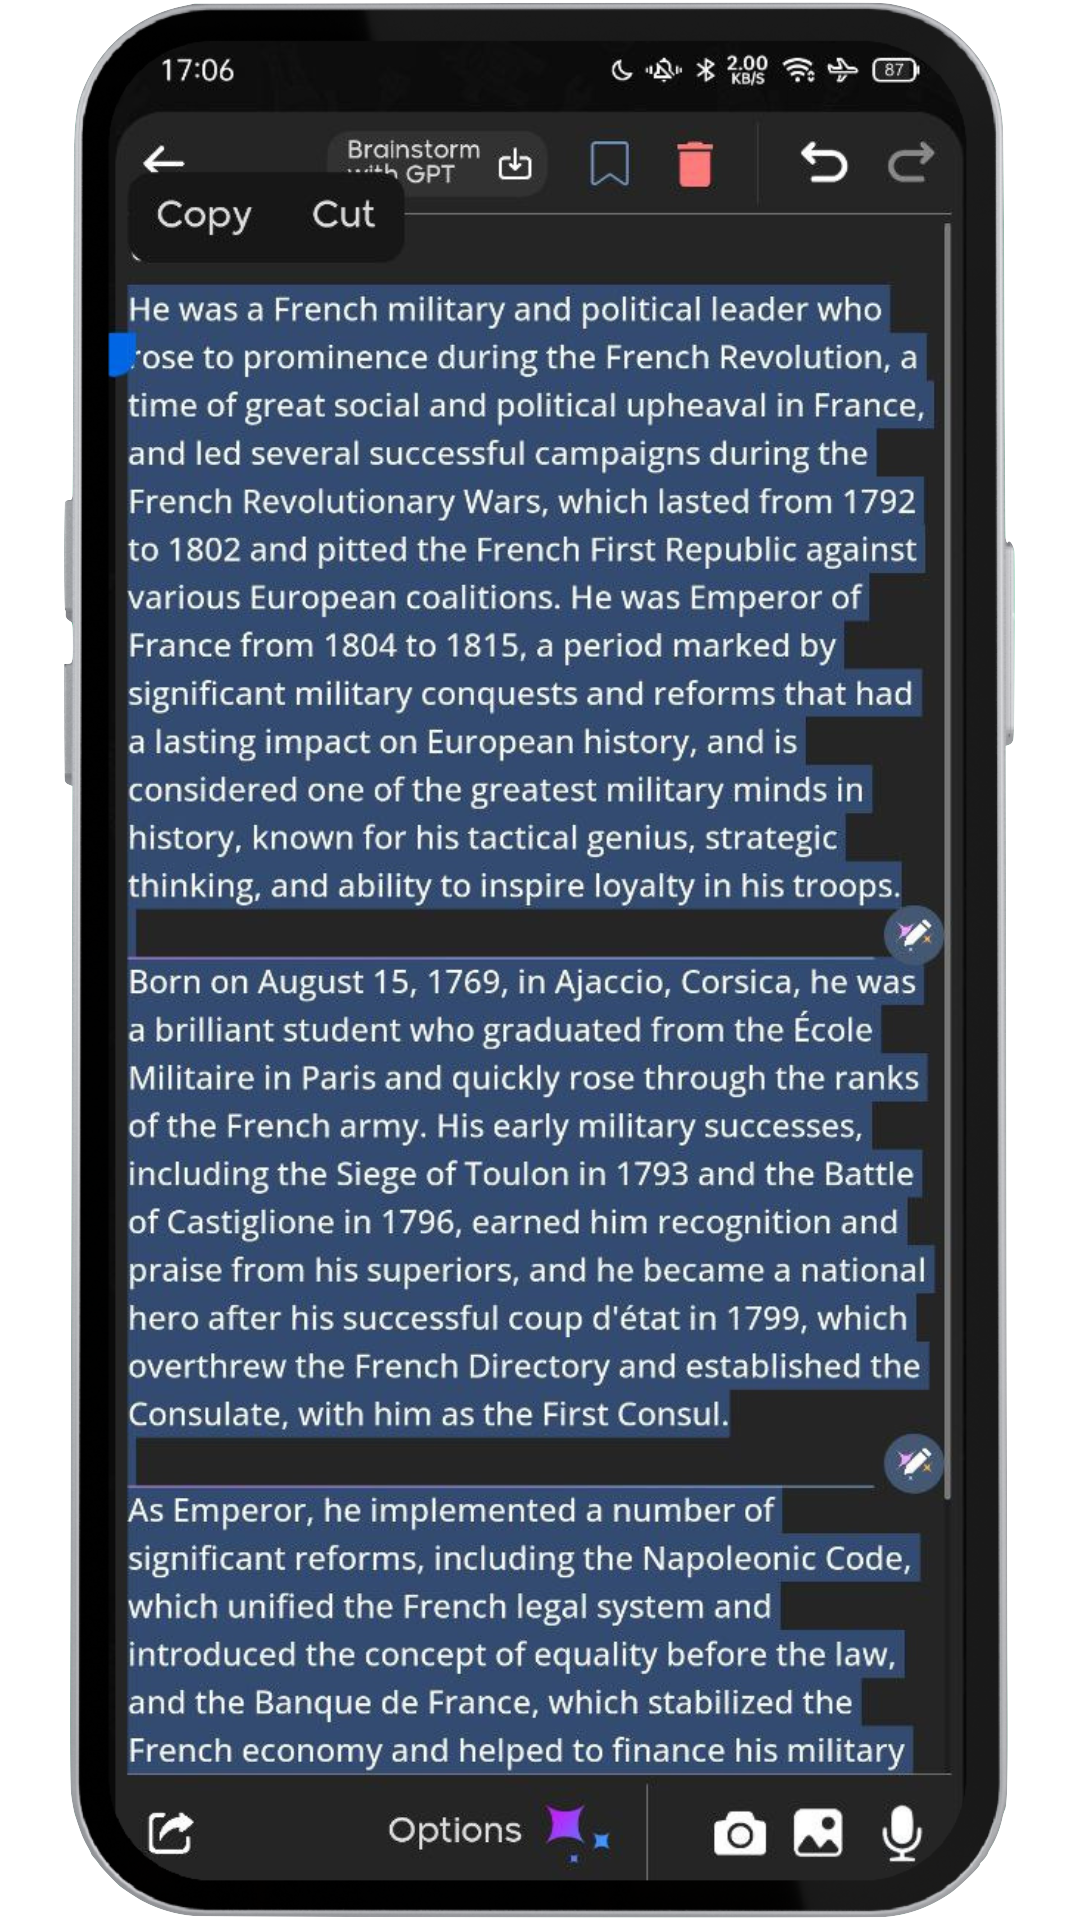 17:06
2.00
KB/S
87
Brainstorm
with GPT
Copy Cut
He was a French military and political leader who
rose to prominence during the French Revolution, a
time of great social and political upheaval in France,
and led several successful campaigns during the
French Revolutionary Wars, which lasted from 1792
to 1802 and pitted the French First Republic against
various European coalitions. He was Emperor of
France from 1804 to 1815, a period marked by
significant military conquests and reforms that had
a lasting impact on European history, and is
considered one of the greatest military minds in
history, known for his tactical genius, strategic
thinking, and ability to inspire loyalty in his troops.
Born on August 15, 1769, in Ajaccio, Corsica, he was
a brilliant student who graduated from the École
Militaire in Paris and quickly rose through the ranks
of the French army. His early military successes,
including the Siege of Toulon in 1793 and the Battle
of Castiglione in 1796, earned him recognition and
praise from his superiors, and he became a national
hero after his successful coup d'état in 1799, which
overthrew the French Directory and established the
Consulate, with him as the First Consul.
As Emperor, he implemented a number of
significant reforms, including the Napoleonic Code,
which unified the French legal system and
introduced the concept of equality before the law,
and the Banque de France, which stabilized the
French economy and helped to finance his military
Options